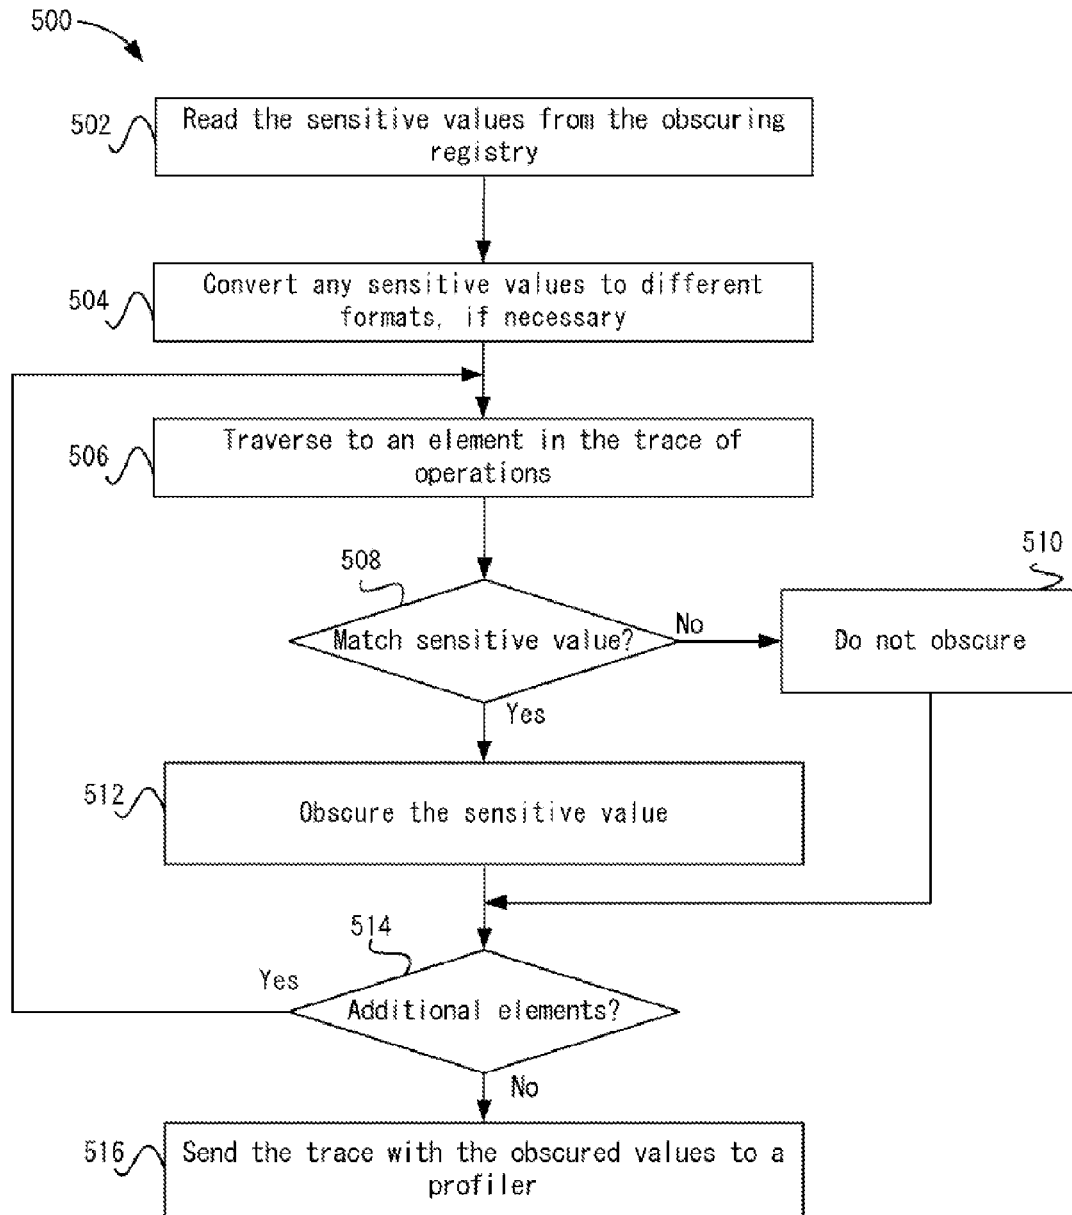 500
502
Read the sensitive values from the obscuring
registry
504
Convert any sensitive values to different
formats, if necessary
506
Traverse to an element in the trace of
operations
508
510
Match sensitive value?
No
Do not obscure
Yes
512
Obscure the sensitive value
514
Yes
Additional elements?
No
516
Send the trace with the obscured values to a
profiler